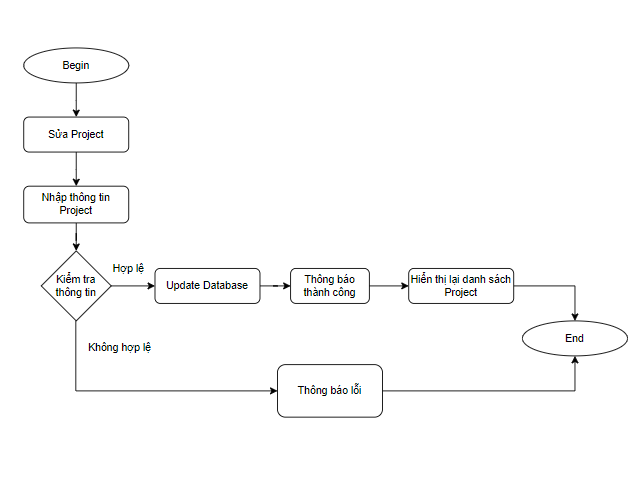 Begin
Sửa Project
Nhập thông tin
Project
Kiểm tra
thông tin
Hợp lệ
Update Database
Thông báo
thành công
Hiển thị lại danh sách
Project
End
Không hợp lệ
Thông báo lỗi